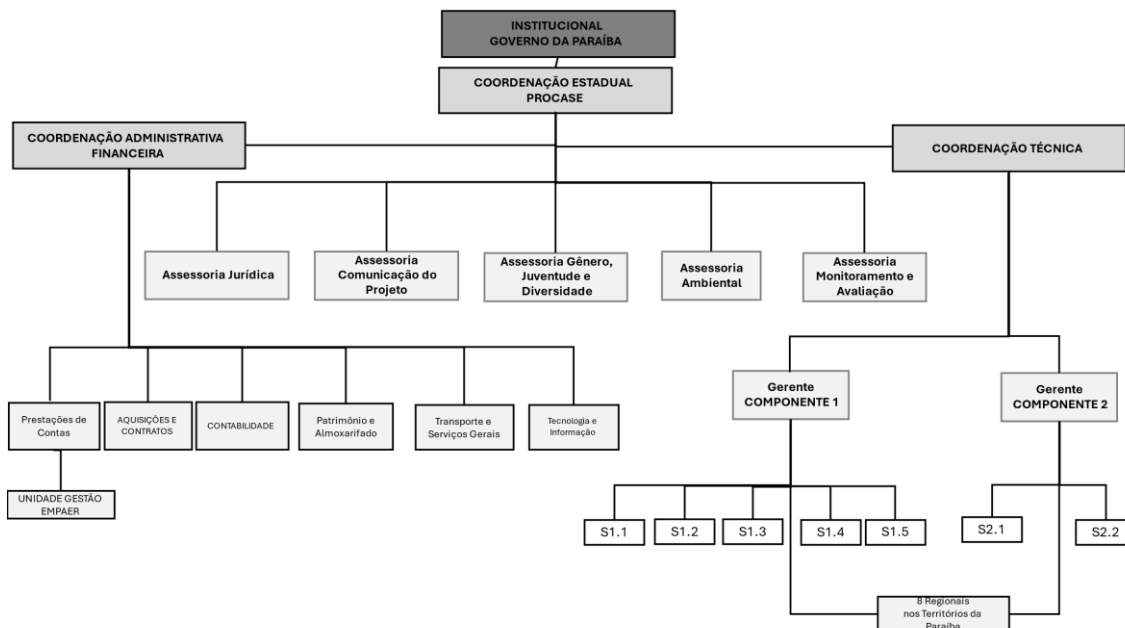 INSTITUCIONAL
GOVERNO DA PARAÍBA
COORDENAÇÃO ESTADUAL
PROCASE
COORDENAÇÃO ADMINISTRATIVA
FINANCEIRA
COORDENAÇÃO TÉCNICA
Assessoria Jurídica
Assessoria
Comunicação do
Projeto
Assessoria Gênero,
Juventude e
Diversidade
Assessoria
Ambiental
Assessoria
Monitoramento e
Avaliação
Gerente
COMPONENTE 1
Gerente
COMPONENTE 2
Prestações de
Contas
AQUISIÇÕES E
CONTRATOS
CONTABILIDADE
Patrimônio e
Almoxarifado
Transporte e
Serviços Gerais
Tecnologia e
Informação
UNIDADE GESTÃO
EMPAER
S1.1
S1.2
S1.3
S1.4
S1.5
S2.1
S2.2
8 Regionais
nos Territórios da
Paraíba